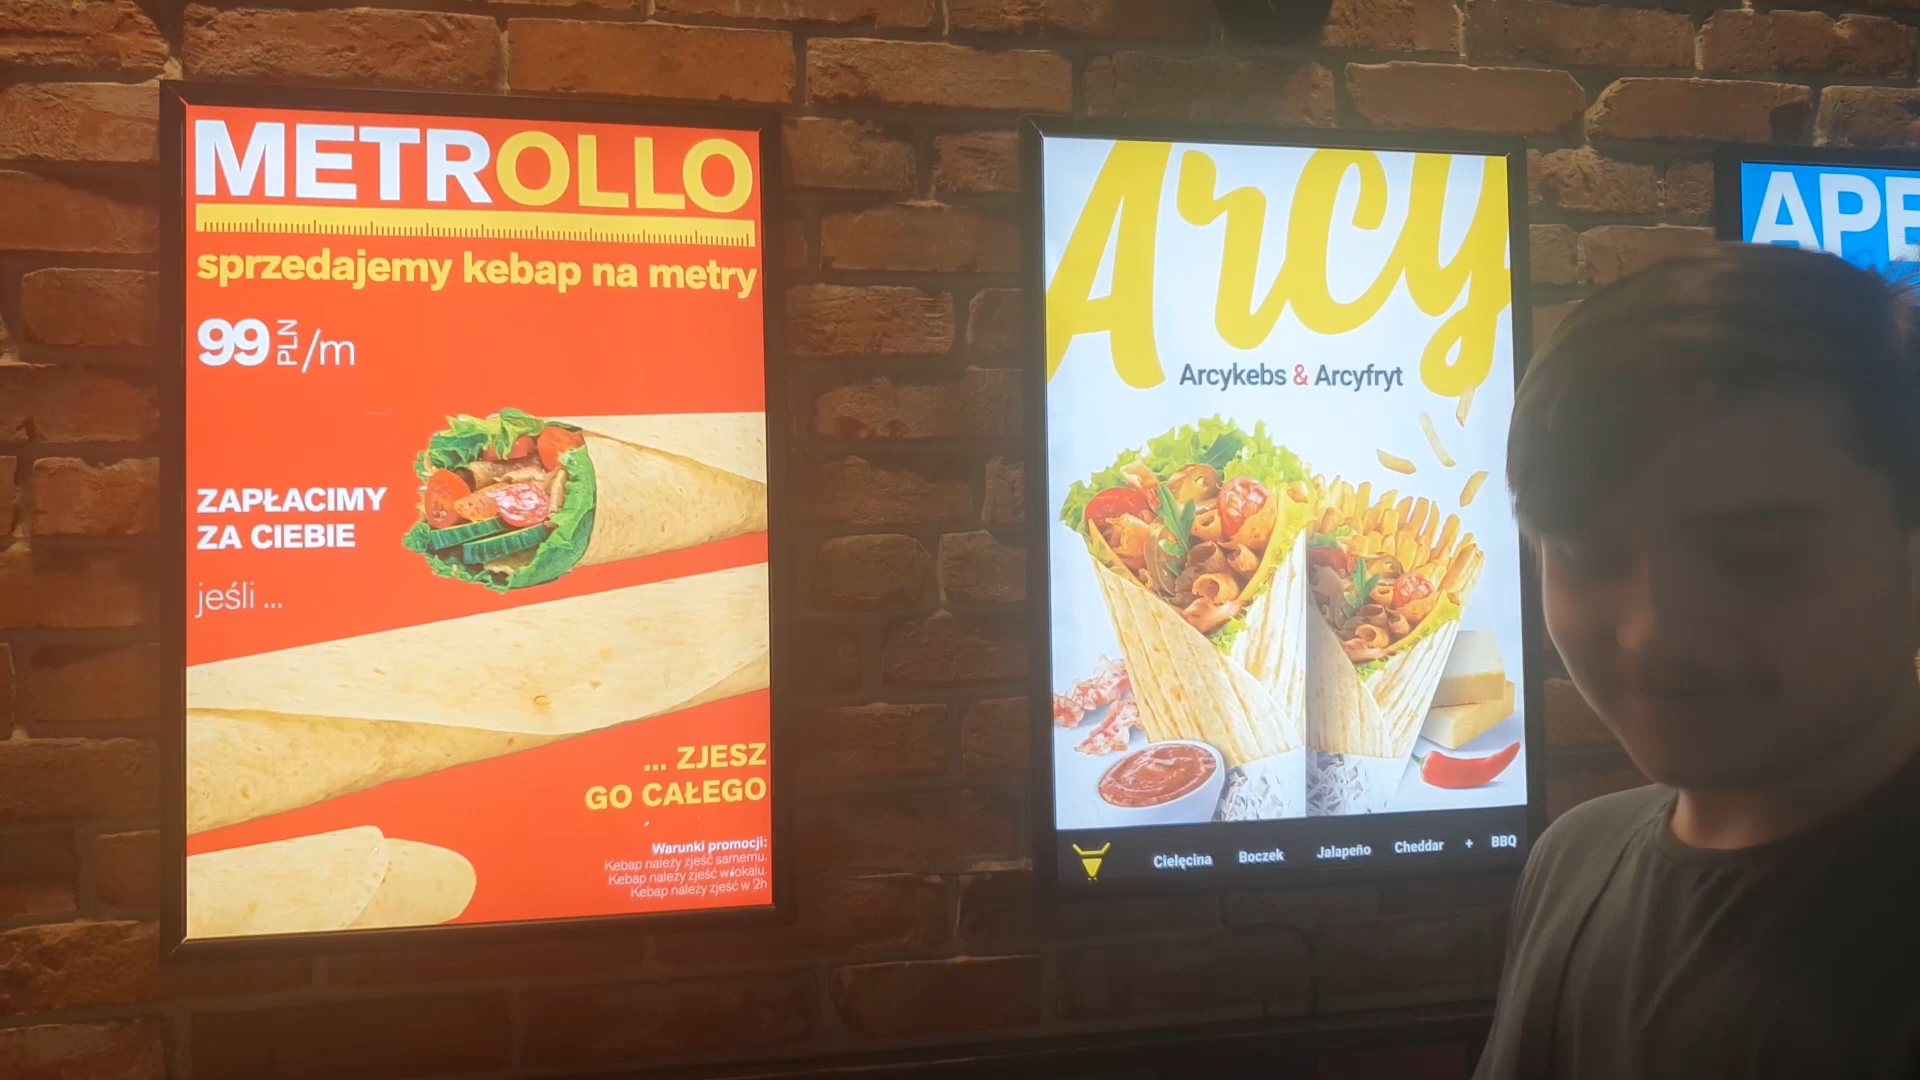 METROLLO
sprzedajemy kebap na metry
99 PLN/m
ZAPŁACIMY
ZA CIEBIE
jeśli ...
... ZJESZ
GO CAŁEGO
Warunki promocji:
Kebap należy zjeść samemu.
Kebap należy zjeść w lokalu.
Kebap należy zjeść w 2h
Arcy
Arcykebs & Arcyfryt
Cielęcina Boczek Jalapeño Cheddar + BBQ